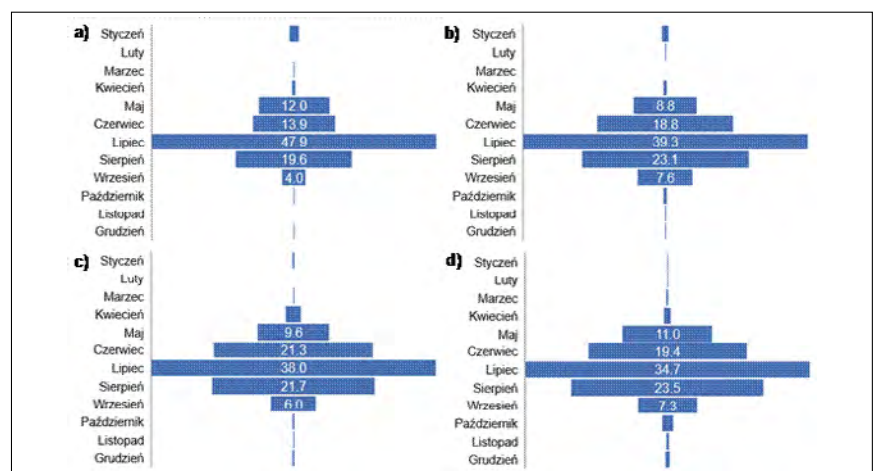 a)
Styczeń
Luty
Marzec
Kwiecień
Maj 12.0
Czerwiec 13.9
Lipiec 47.9
Sierpień 19.6
Wrzesień 4.0
Październik
Listopad
Grudzień
b)
Styczeń
Luty
Marzec
Kwiecień
Maj 8.8
Czerwiec 18.8
Lipiec 39.3
Sierpień 23.1
Wrzesień 7.6
Październik
Listopad
Grudzień
c)
Styczeń
Luty
Marzec
Kwiecień
Maj 9.6
Czerwiec 21.3
Lipiec 38.0
Sierpień 21.7
Wrzesień 6.0
Październik
Listopad
Grudzień
d)
Styczeń
Luty
Marzec
Kwiecień
Maj 11.0
Czerwiec 19.4
Lipiec 34.7
Sierpień 23.5
Wrzesień 7.3
Październik
Listopad
Grudzień